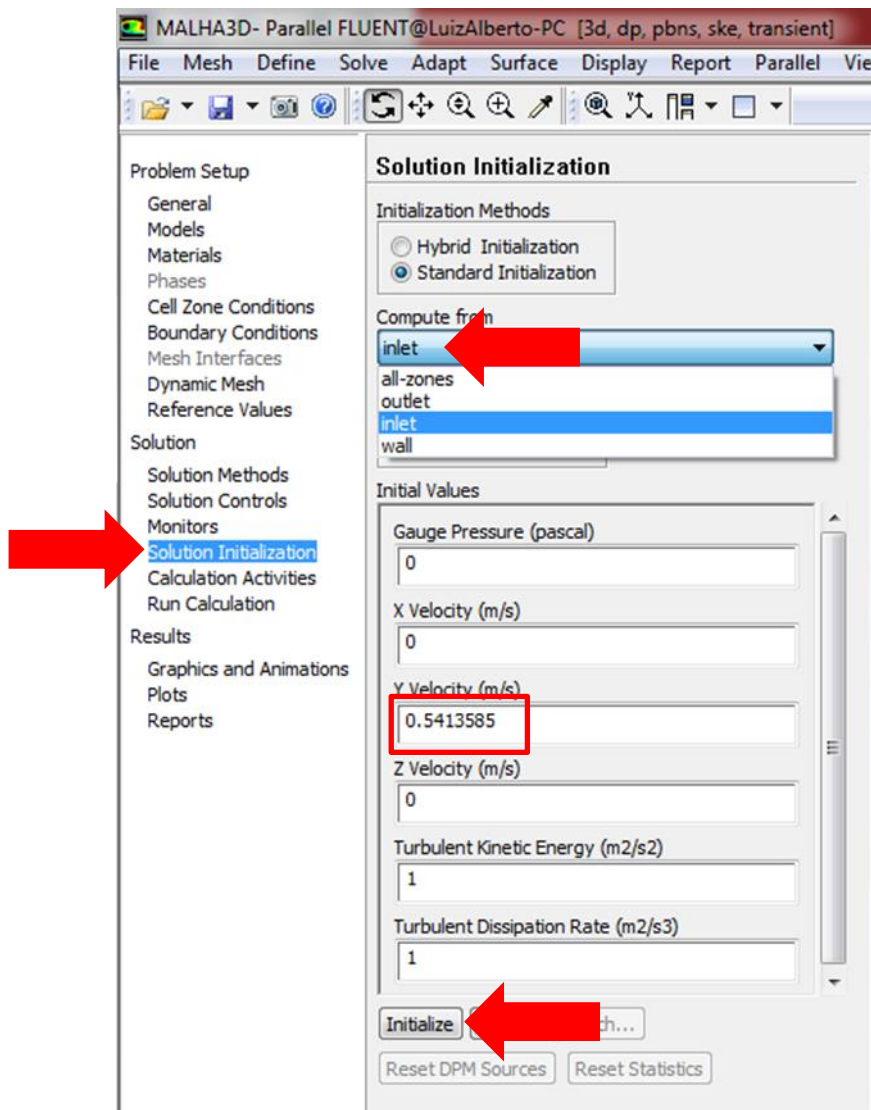 MALHA3D- Parallel FLUENT@LuizAlberto-PC [3d, dp, pbns, ske, transient]
File Mesh Define Solve Adapt Surface Display Report Parallel
Problem Setup
General
Models
Materials
Phases
Cell Zone Conditions
Boundary Conditions
Mesh Interfaces
Dynamic Mesh
Reference Values
Solution
Solution Methods
Solution Controls
Monitors
Solution Initialization
Calculation Activities
Run Calculation
Results
Graphics and Animations
Plots
Reports
Solution Initialization
Initialization Methods
Hybrid Initialization
Standard Initialization
Compute from
inlet
all-zones
outlet
inlet
wall
Initial Values
Gauge Pressure (pascal)
0
X Velocity (m/s)
0
Y Velocity (m/s)
0.5413585
Z Velocity (m/s)
0
Turbulent Kinetic Energy (m2/s2)
1
Turbulent Dissipation Rate (m2/s3)
1
Initialize
Reset DPM Sources Reset Statistics